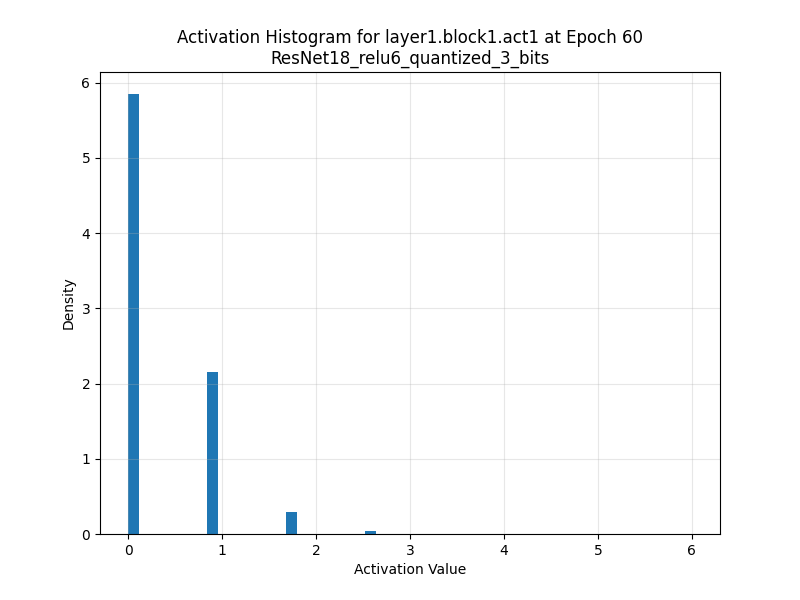 Activation Histogram for layer1.block1.act1 at Epoch 60
ResNet18_relu6_quantized_3_bits
6
5
4
3
2
1
0
Density
0 1 2 3 4 5 6
Activation Value